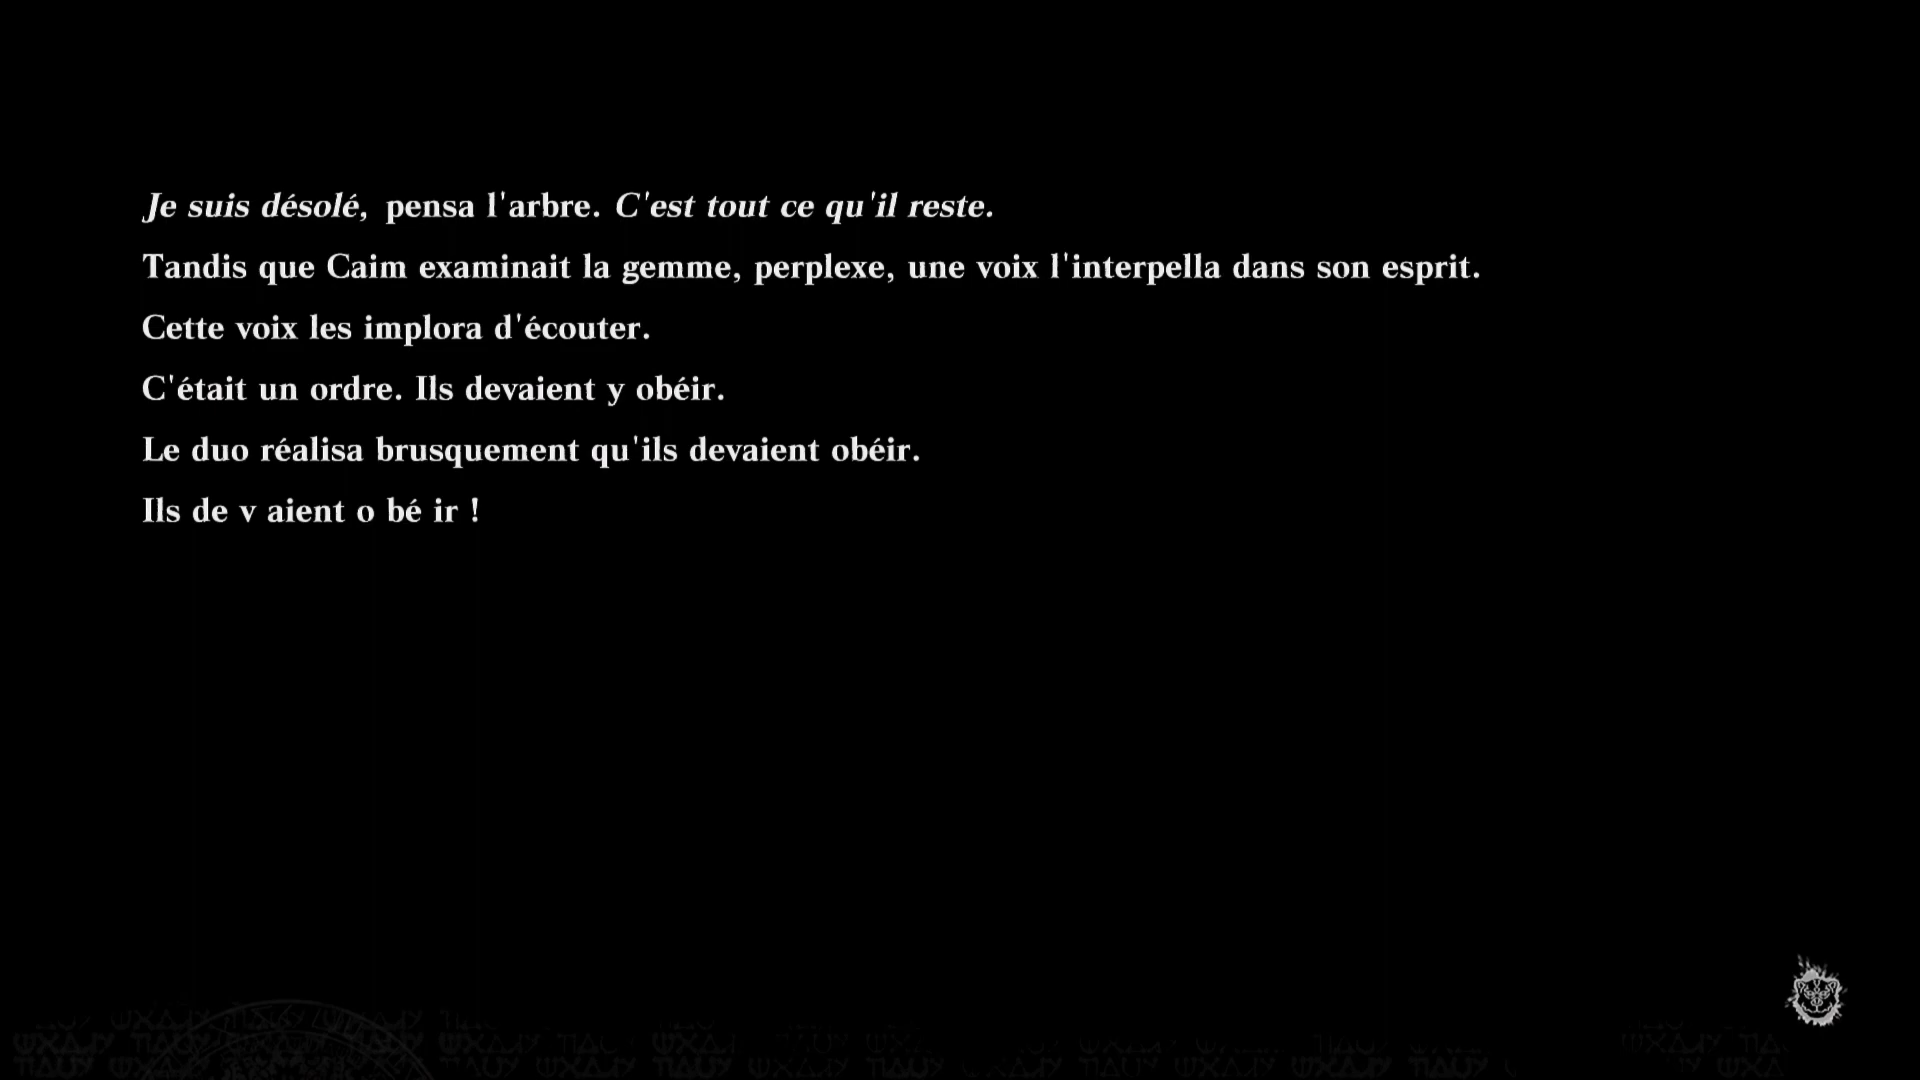 Je suis désolé, pensa l'arbre. C'est tout ce qu'il reste.
Tandis que Caim examinait la gemme, perplexe, une voix l'interpella dans son esprit.
Cette voix les implora d'écouter.
C'était un ordre. Ils devaient y obéir.
Le duo réalisa brusquement qu'ils devaient obéir.
Ils de v aient o bé ir !